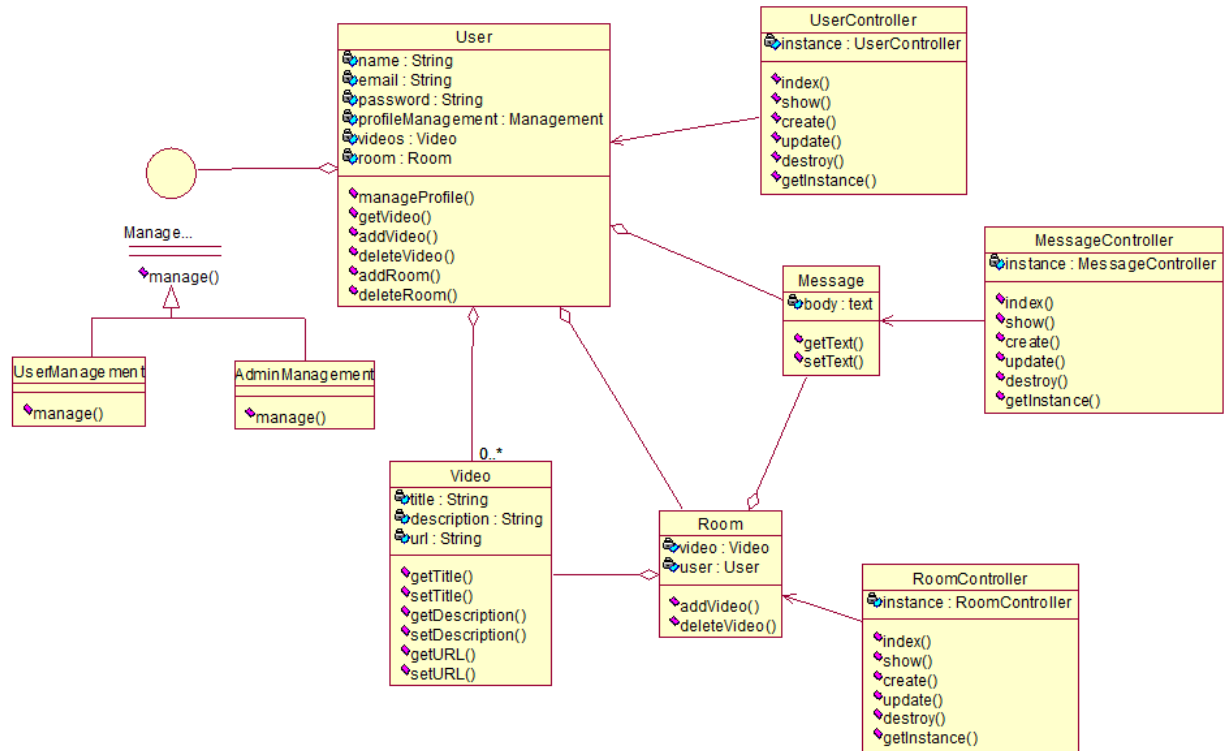 User
name : String
email : String
password : String
profileManagement : Management
videos : Video
room : Room
manageProfile()
getVideo()
addVideo()
deleteVideo()
addRoom()
deleteRoom()
UserController
instance : UserController
index()
show()
create()
update()
destroy()
getInstance()
Manage...
manage()
UserManagement
manage()
AdminManagement
manage()
Message
body : text
getText()
setText()
MessageController
instance : MessageController
index()
show()
create()
update()
destroy()
getInstance()
0..*
Video
title : String
description : String
url : String
getTitle()
setTitle()
getDescription()
setDescription()
getURL()
setURL()
Room
video : Video
user : User
addVideo()
deleteVideo()
RoomController
instance : RoomController
index()
show()
create()
update()
destroy()
getInstance()